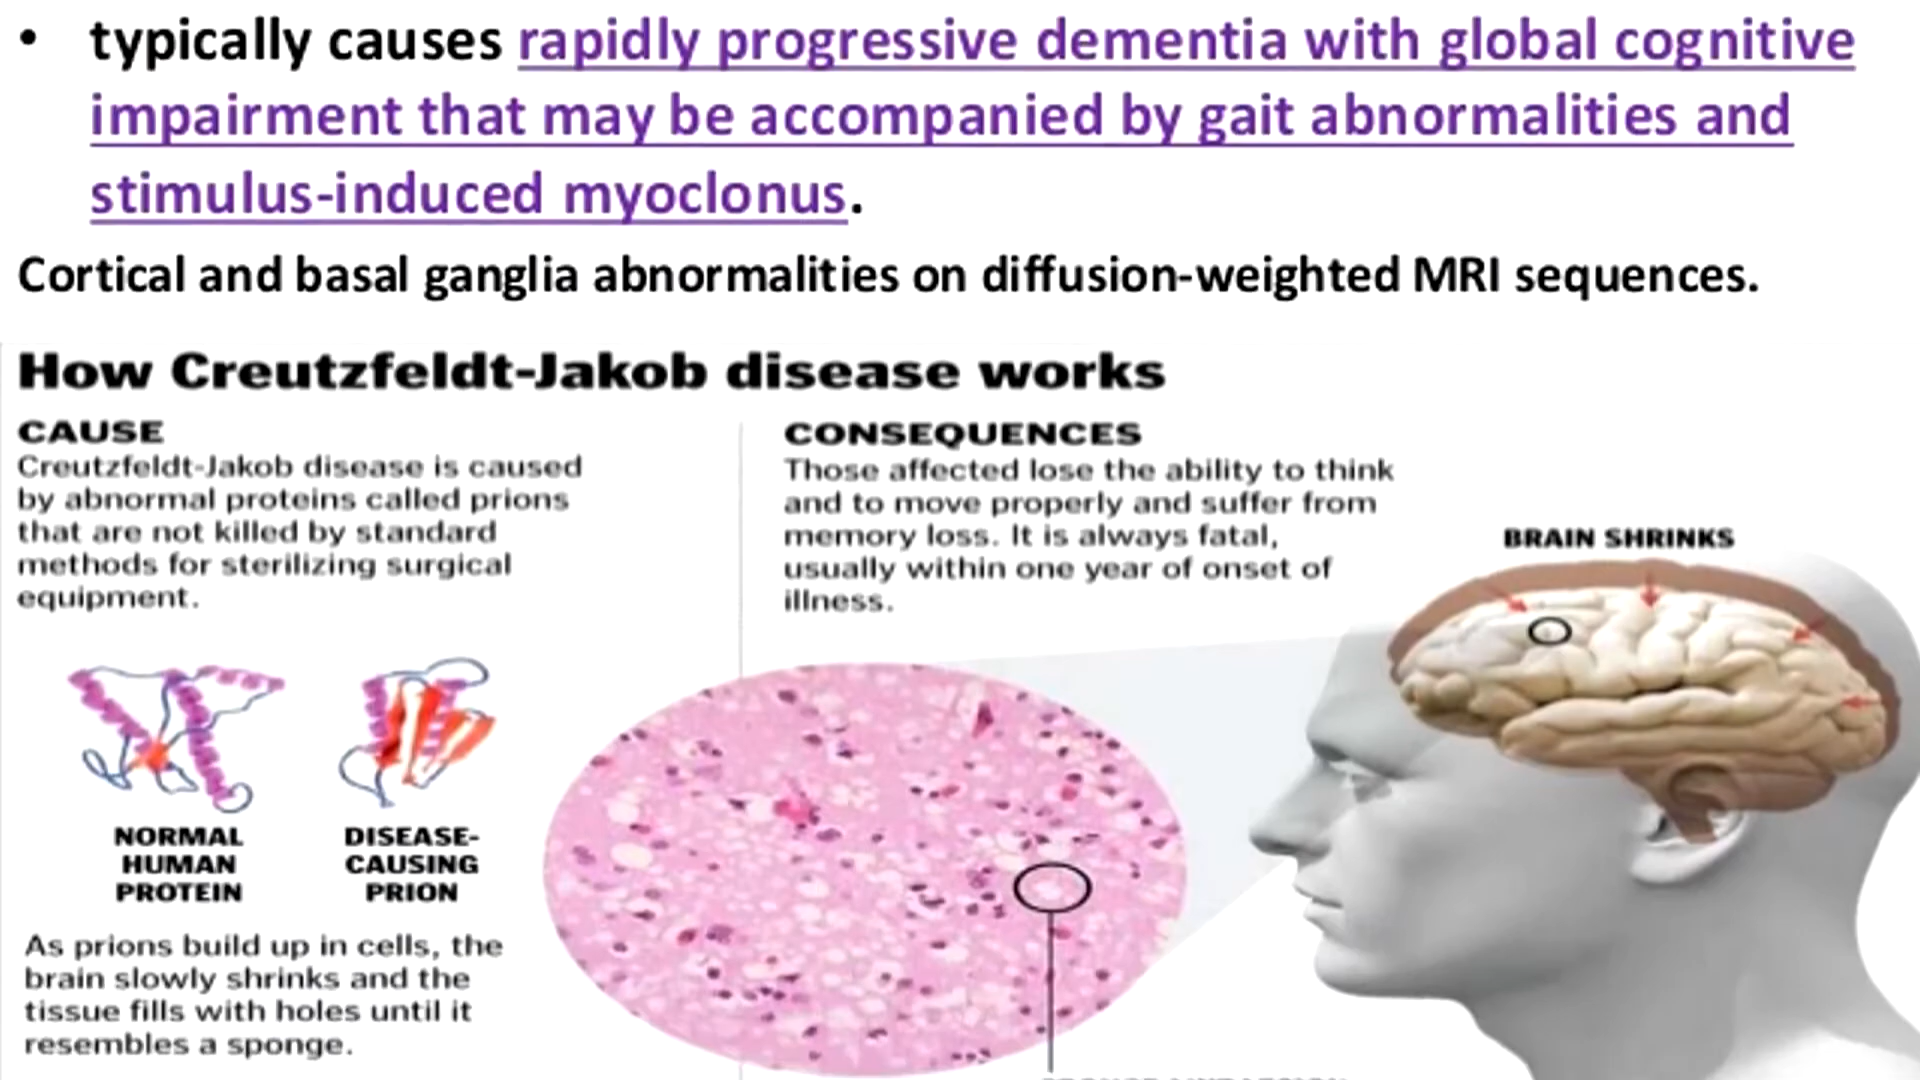 • typically causes rapidly progressive dementia with global cognitive
impairment that may be accompanied by gait abnormalities and
stimulus-induced myoclonus.
Cortical and basal ganglia abnormalities on diffusion-weighted MRI sequences.
How Creutzfeldt-Jakob disease works
CAUSE
Creutzfeldt-Jakob disease is caused
by abnormal proteins called prions
that are not killed by standard
methods for sterilizing surgical
equipment.
NORMAL
HUMAN
PROTEIN
DISEASE-
CAUSING
PRION
As prions build up in cells, the
brain slowly shrinks and the
tissue fills with holes until it
resembles a sponge.
CONSEQUENCES
Those affected lose the ability to think
and to move properly and suffer from
memory loss. It is always fatal,
usually within one year of onset of
illness.
BRAIN SHRINKS